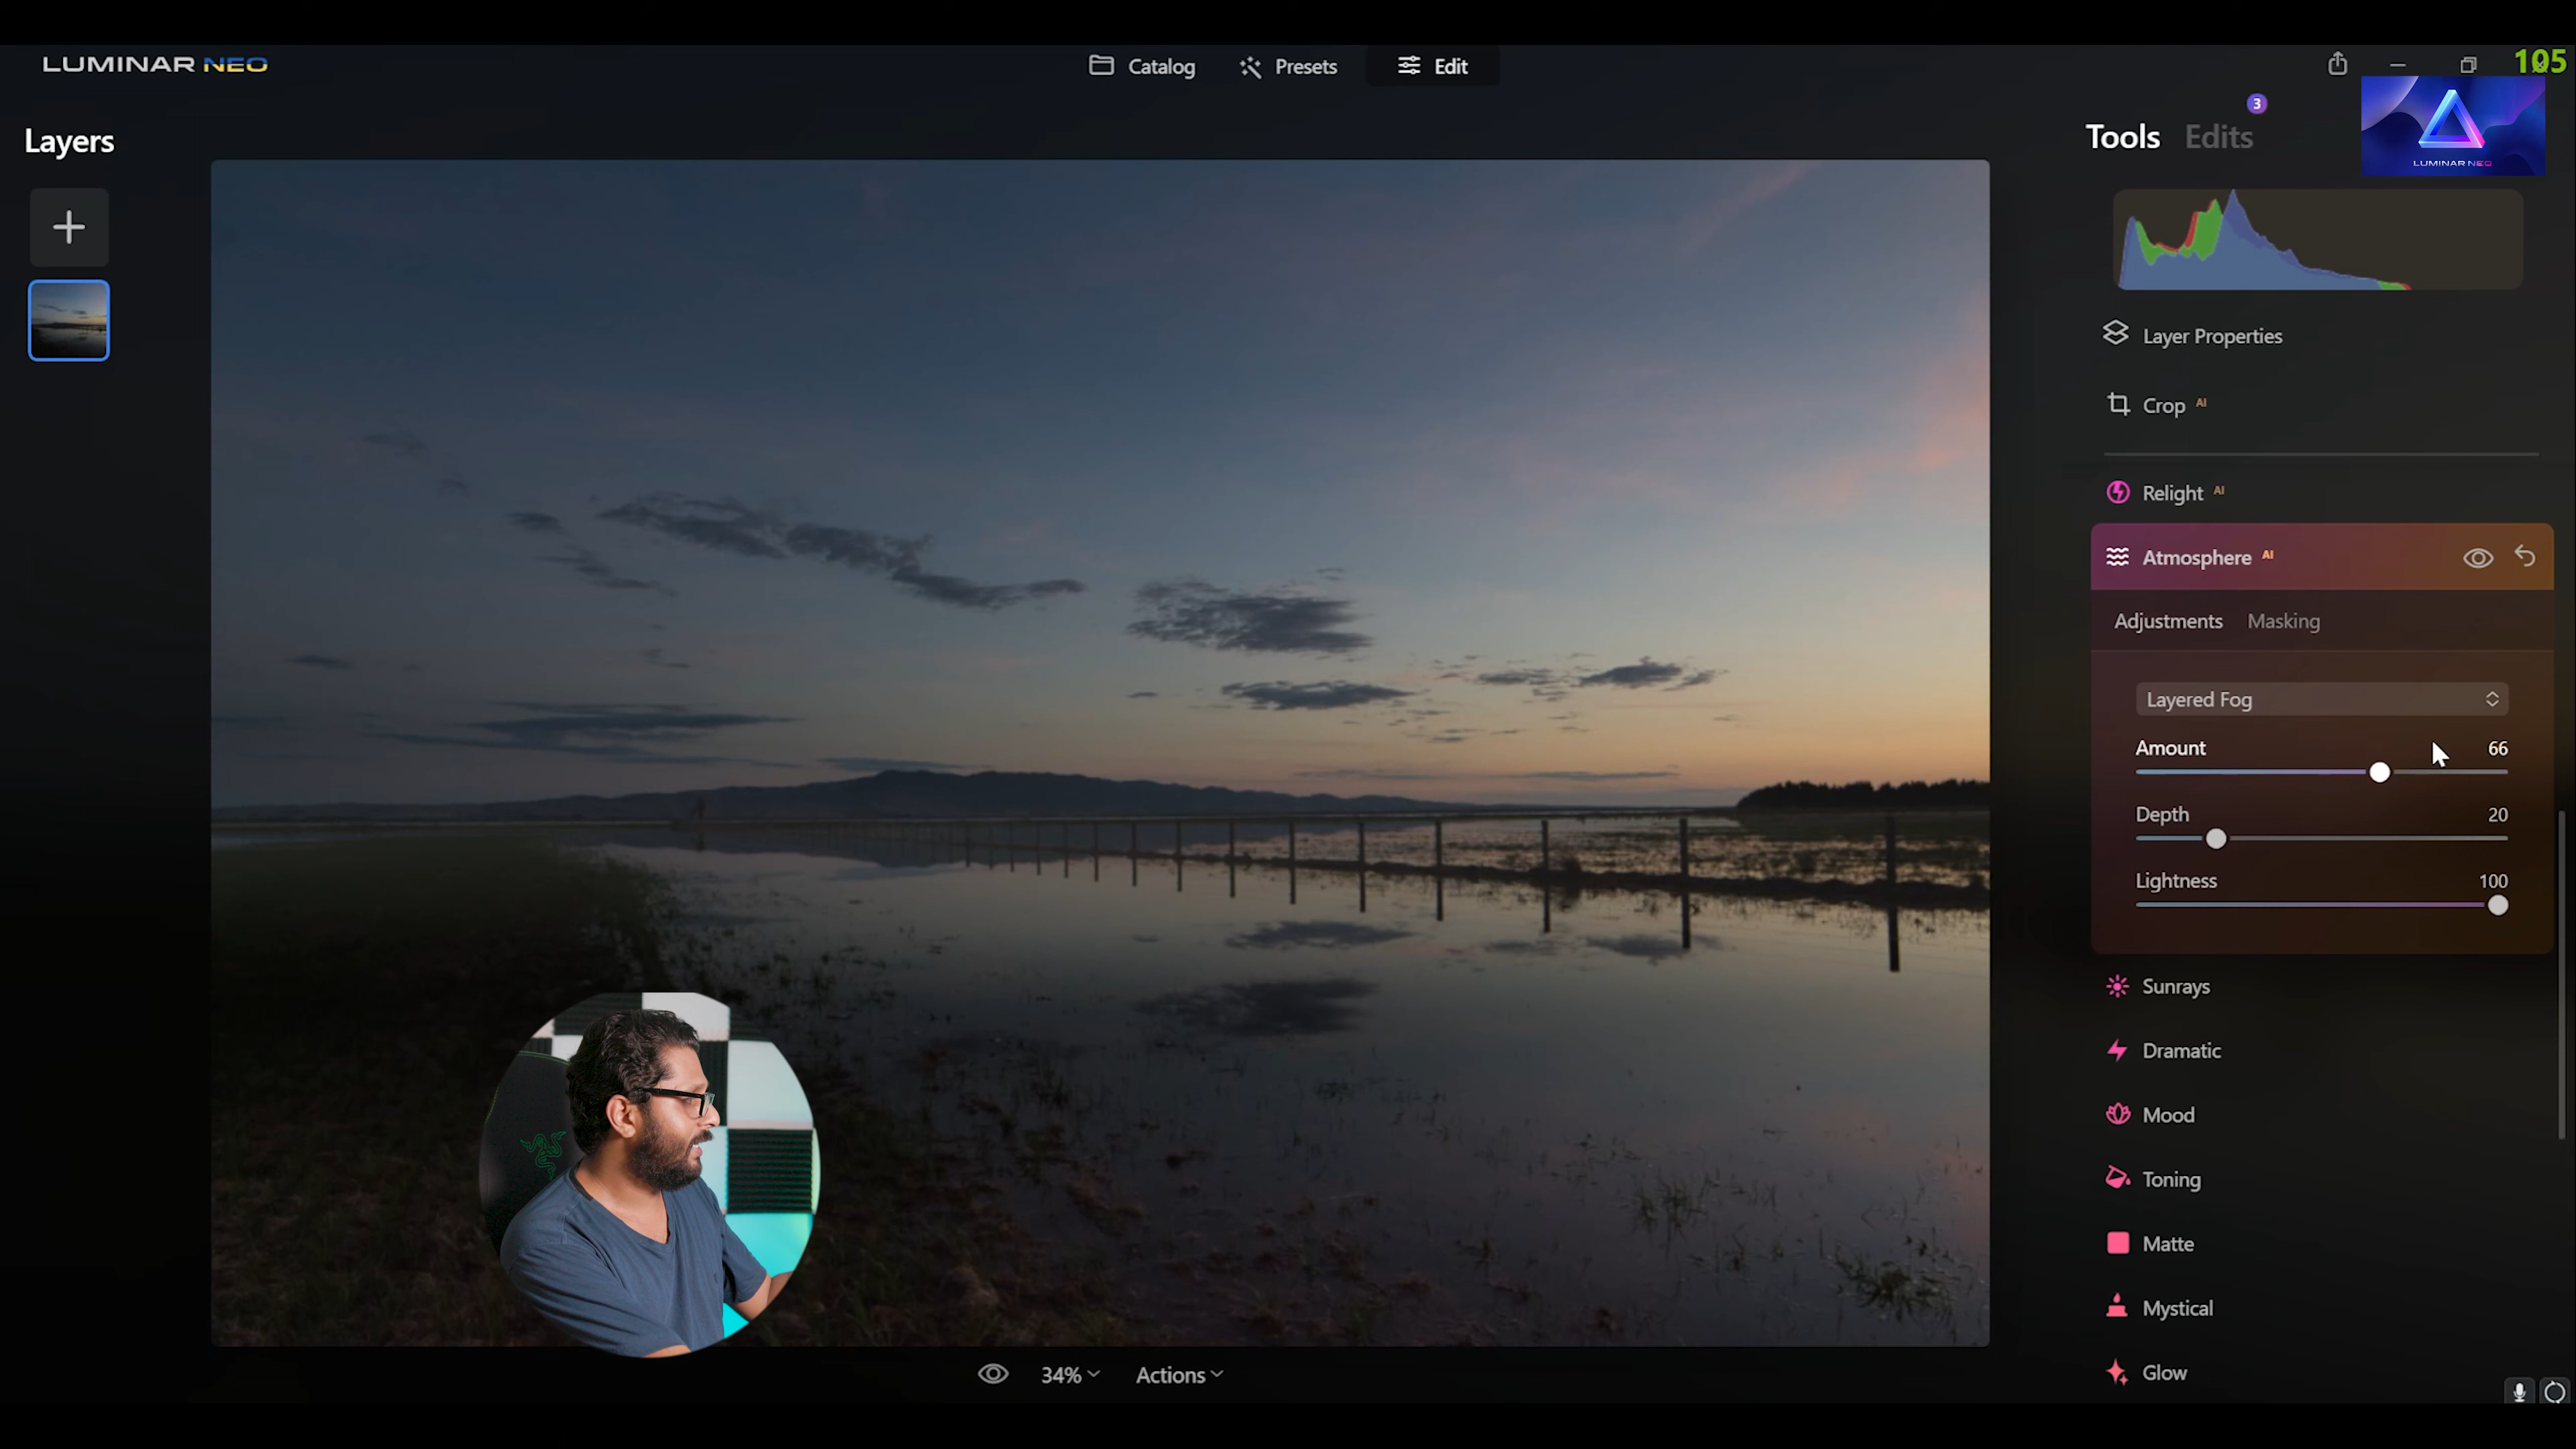 LUMINAR NEO
Catalog
Presets
Edit
105
3
Layers
Tools
Edits
LUMINAR NEO
Layer Properties
Crop AI
Relight AI
Atmosphere AI
Adjustments
Masking
Layered Fog
Amount
66
Depth
20
Lightness
100
Sunrays
Dramatic
Mood
Toning
Matte
Mystical
Glow
34%
Actions